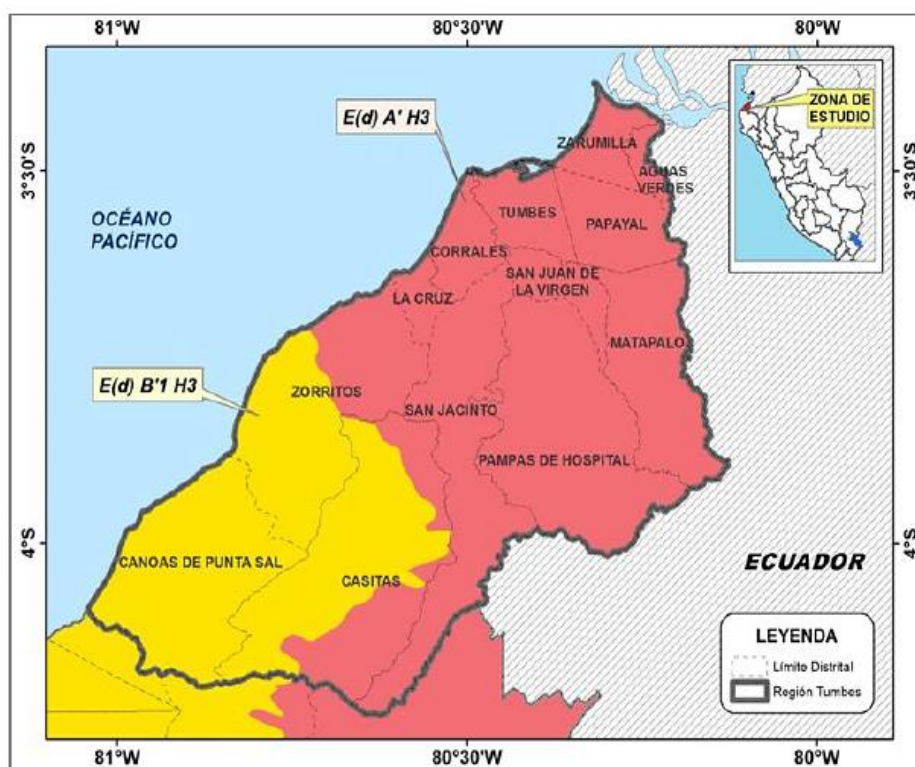 81°W
80°30'W
80°W
3°30'S
3°30'S
4°S
4°S
E(d) A' H3
ZONA DE
ESTUDIO
ZARUMILLA
AGUAS
VERDES
TUMBES
PAPAYAL
OCÉANO
PACÍFICO
CORRALES
SAN JUAN DE
LA VIRGEN
LA CRUZ
MATAPALO
E(d) B'1 H3
ZORRITOS
SAN JACINTO
PAMPAS DE HOSPITAL
CANOAS DE PUNTA SAL
CASITAS
ECUADOR
LEYENDA
Límite Distrital
Región Tumbes
81°W
80°30'W
80°W